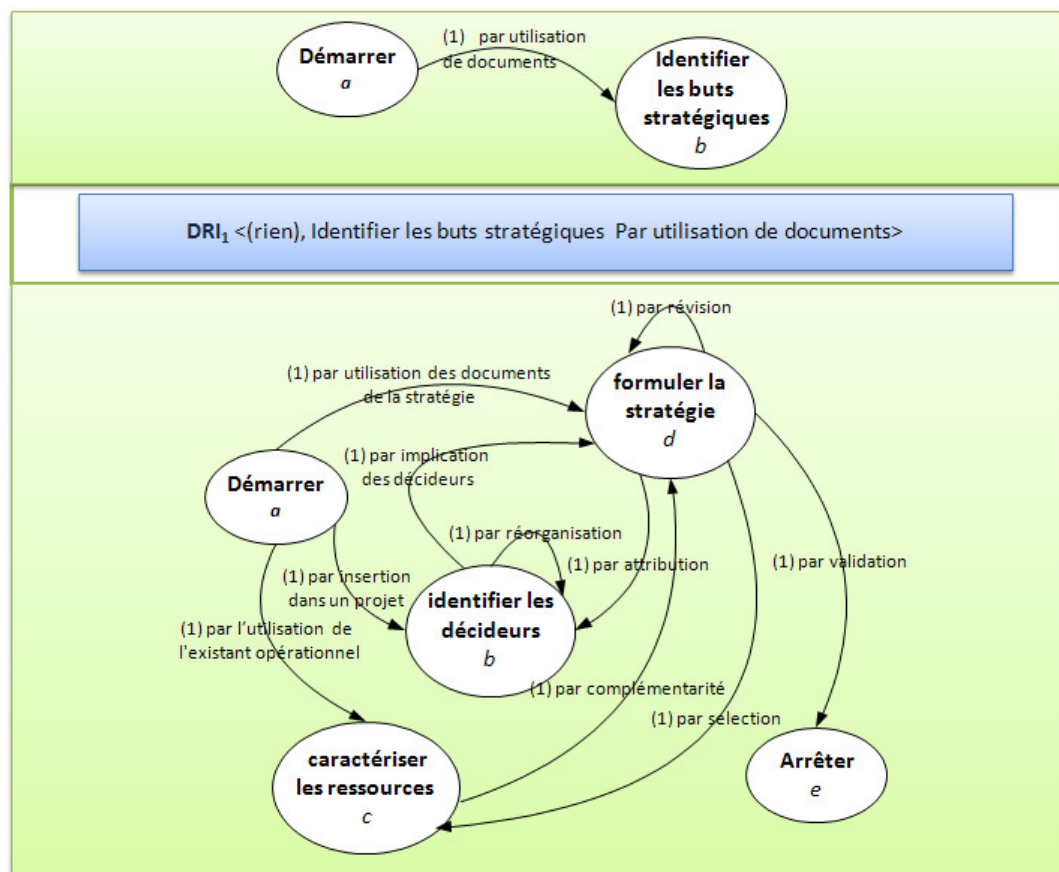 Démarrer
a
(1) par utilisation
de documents
Identifier
les buts
stratégiques
b
DRI1 <(rien), Identifier les buts stratégiques Par utilisation de documents>
(1) par révision
(1) par utilisation des documents
de la stratégie
formuler la
stratégie
d
(1) par implication
des décideurs
Démarrer
a
(1) par réorganisation
(1) par attribution
(1) par validation
(1) par insertion
dans un projet
identifier les
décideurs
b
(1) par l’utilisation de
l'existant opérationnel
(1) par complémentarité
(1) par sélection
caractériser
les ressources
c
Arrêter
e